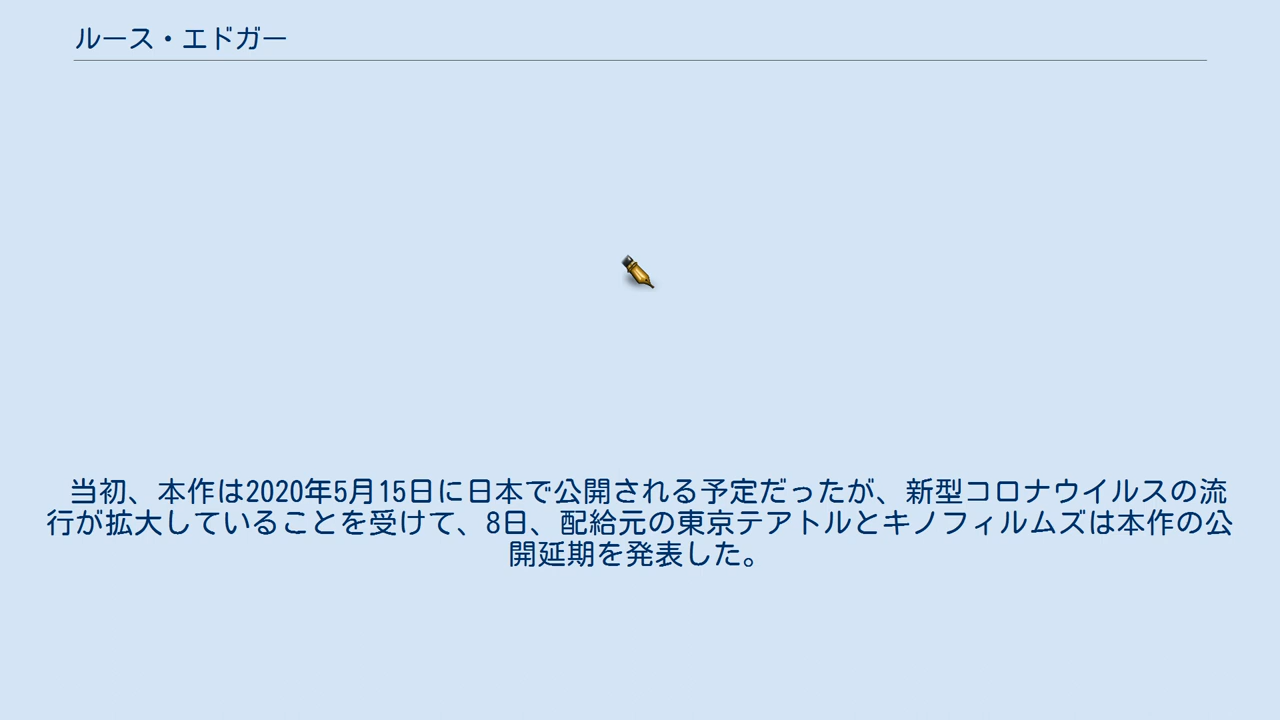 ルース・エドガー
当初、本作は2020年5月15日に日本で公開される予定だったが、新型コロナウイルスの流
行が拡大していることを受けて、8日、配給元の東京テアトルとキノフィルムズは本作の公
開延期を発表した。